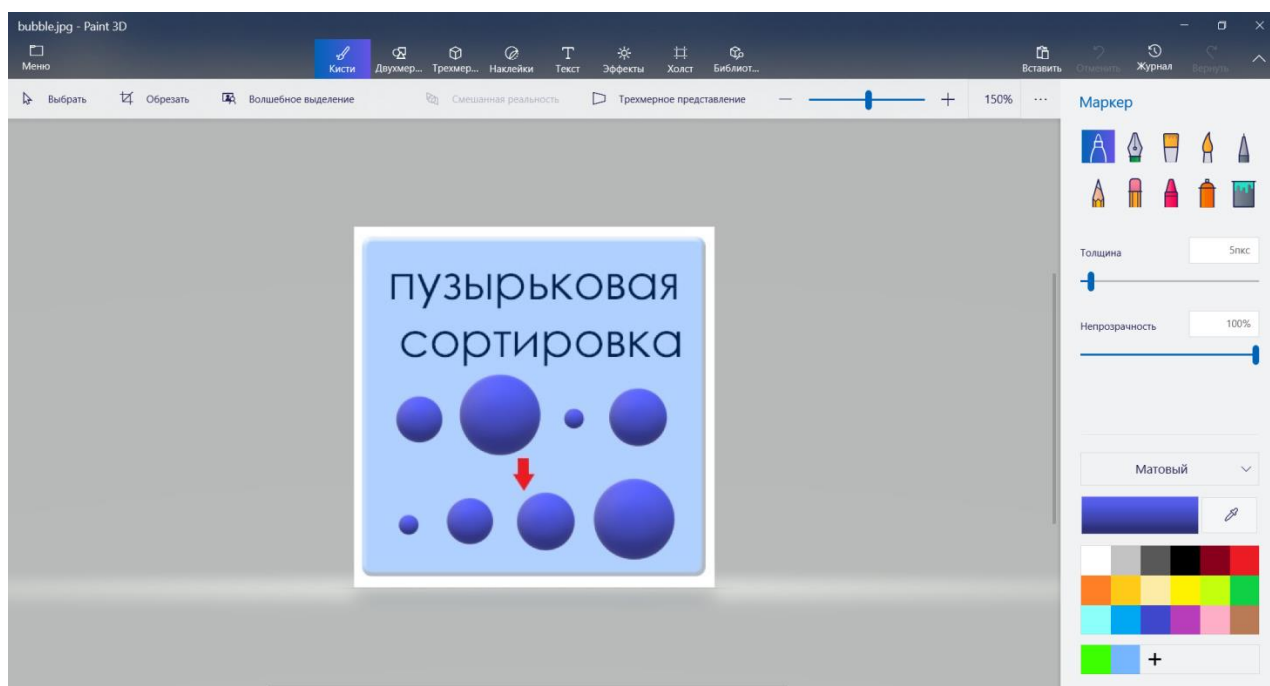 bubble.jpg - Paint 3D
Меню
Кисти
Двухмер...
Трехмер...
Наклейки
Текст
Эффекты
Холст
Библиот...
Вставить
Отменить
Журнал
Вернуть
Выбрать
Обрезать
Волшебное выделение
Смешанная реальность
Трехмерное представление
150%
Маркер
Толщина
5пкс
Непрозрачность
100%
Матовый
пузырьковая
сортировка